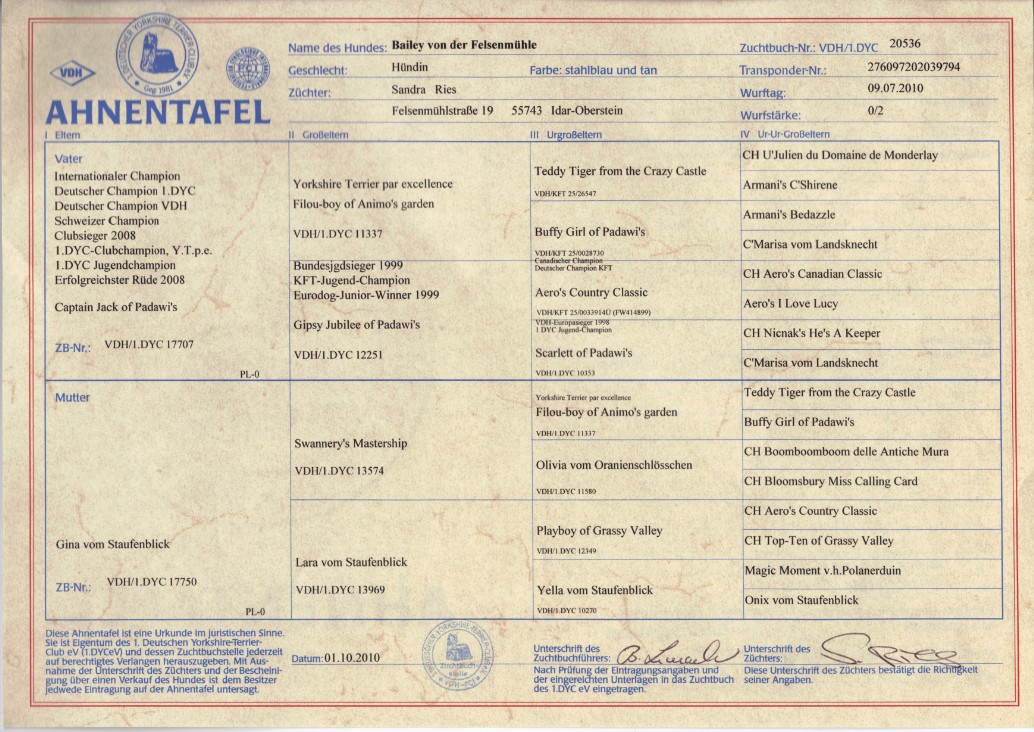 DEUTSCHER YORKSHIRE TERRIER CLUB
Geg 1981
VDH
FCI
AHNENTAFEL
Name des Hundes: Bailey von der Felsenmühle
Zuchtbuch-Nr.: VDH/1.DYC 20536
Geschlecht: Hündin Farbe: stahlblau und tan
Transponder-Nr.: 276097202039794
Züchter: Sandra Ries
Wurftag: 09.07.2010
Felsenmühlstraße 19 55743 Idar-Oberstein
Wurfstärke: 0/2
I Eltern
II Großeltern
III Urgroßeltern
IV Ur-Ur-Großeltern
Vater
Internationaler Champion
Deutscher Champion 1.DYC
Deutscher Champion VDH
Schweizer Champion
Clubsieger 2008
1.DYC-Clubchampion, Y.T.p.e.
1.DYC Jugendchampion
Erfolgreichster Rüde 2008
Captain Jack of Padawi's
ZB-Nr.: VDH/1.DYC 17707
PL-0
Yorkshire Terrier par excellence
Filou-boy of Animo's garden
VDH/1.DYC 11337
Bundesjgdsieger 1999
KFT-Jugend-Champion
Eurodog-Junior-Winner 1999
Gipsy Jubilee of Padawi's
VDH/1.DYC 12251
Teddy Tiger from the Crazy Castle
VDH/KFT 25/26547
Buffy Girl of Padawi's
VDH/KFT 25/0028730
Canadischer Champion
Deutscher Champion KFT
Aero's Country Classic
VDH/KFT 25/0033914Ü (FW414899)
VDH-Europasieger 1998
1 DYC Jugend-Champion
Scarlett of Padawi's
VDH/1.DYC 10353
CH U'Julien du Domaine de Monderlay
Armani's C'Shirene
Armani's Bedazzle
C'Marisa vom Landsknecht
CH Aero's Canadian Classic
Aero's I Love Lucy
CH Nicnak's He's A Keeper
C'Marisa vom Landsknecht
Mutter
Gina vom Staufenblick
ZB-Nr.: VDH/1.DYC 17750
PL-0
Swannery's Mastership
VDH/1.DYC 13574
Lara vom Staufenblick
VDH/1.DYC 13969
Yorkshire Terrier par excellence
Filou-boy of Animo's garden
VDH/1.DYC 11337
Olivia vom Oranienschlösschen
VDH/1.DYC 11580
Playboy of Grassy Valley
VDH/1.DYC 12349
Yella vom Staufenblick
VDH/1.DYC 10270
Teddy Tiger from the Crazy Castle
Buffy Girl of Padawi's
CH Boomboomboom delle Antiche Mura
CH Bloomsbury Miss Calling Card
CH Aero's Country Classic
CH Top-Ten of Grassy Valley
Magic Moment v.h.Polanerduin
Onix vom Staufenblick
Diese Ahnentafel ist eine Urkunde im juristischen Sinne.
Sie ist Eigentum des 1. Deutschen Yorkshire-Terrier-
Club eV (1.DYCeV) und dessen Zuchtbuchstelle jederzeit
auf berechtigtes Verlangen herauszugeben. Mit Aus-
nahme der Unterschrift des Züchters und der Bescheini-
gung über einen Verkauf des Hundes ist dem Besitzer
jedwede Eintragung auf der Ahnentafel untersagt.
Datum: 01.10.2010
Zuchtbuch
stelle
Unterschrift des
Zuchtbuchführers:
Nach Prüfung der Eintragungsangaben und
der eingereichten Unterlagen in das Zuchtbuch
des 1.DYC eV eingetragen.
Unterschrift des
Züchters:
Diese Unterschrift des Züchters bestätigt die Richtigkeit
seiner Angaben.